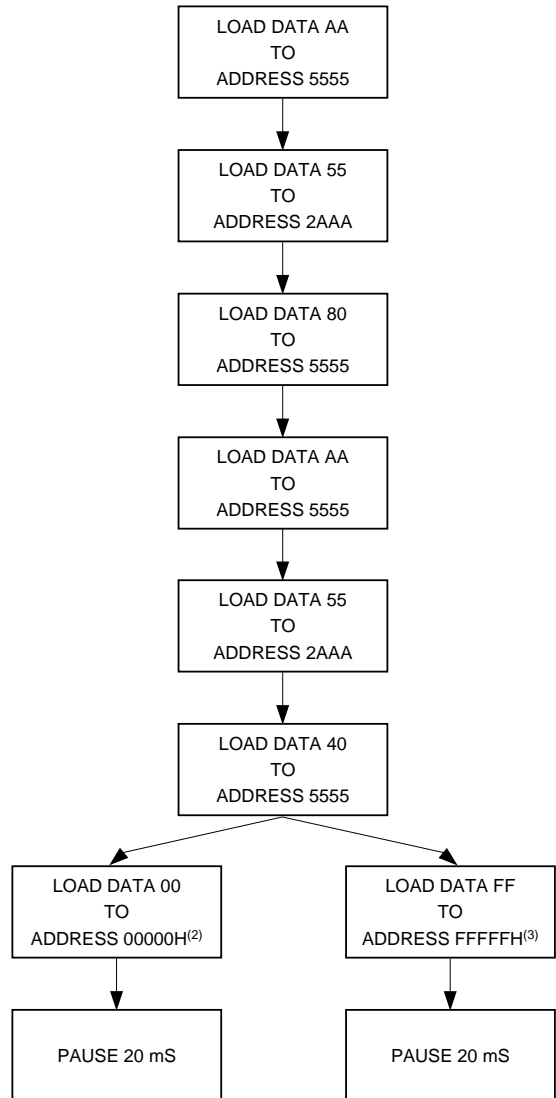 LOAD DATA AA
TO
ADDRESS 5555
LOAD DATA 55
TO
ADDRESS 2AAA
LOAD DATA 80
TO
ADDRESS 5555
LOAD DATA AA
TO
ADDRESS 5555
LOAD DATA 55
TO
ADDRESS 2AAA
LOAD DATA 40
TO
ADDRESS 5555
LOAD DATA 00
TO
ADDRESS 00000H(2)
PAUSE 20 mS
LOAD DATA FF
TO
ADDRESS FFFFFH(3)
PAUSE 20 mS